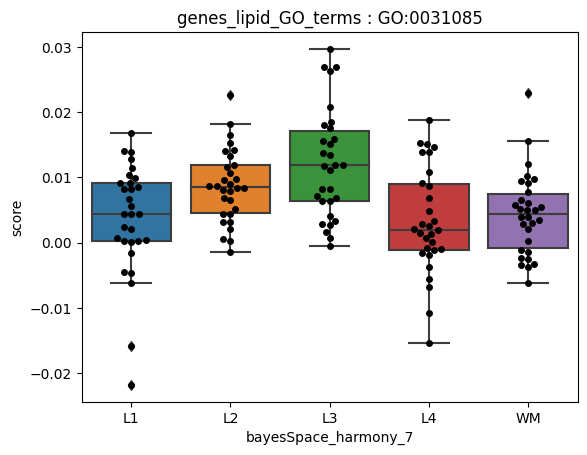 genes_lipid_GO_terms : GO:0031085
0.03
0.02
0.01
0.00
−0.01
−0.02
score
L1 L2 L3 L4 WM
bayesSpace_harmony_7